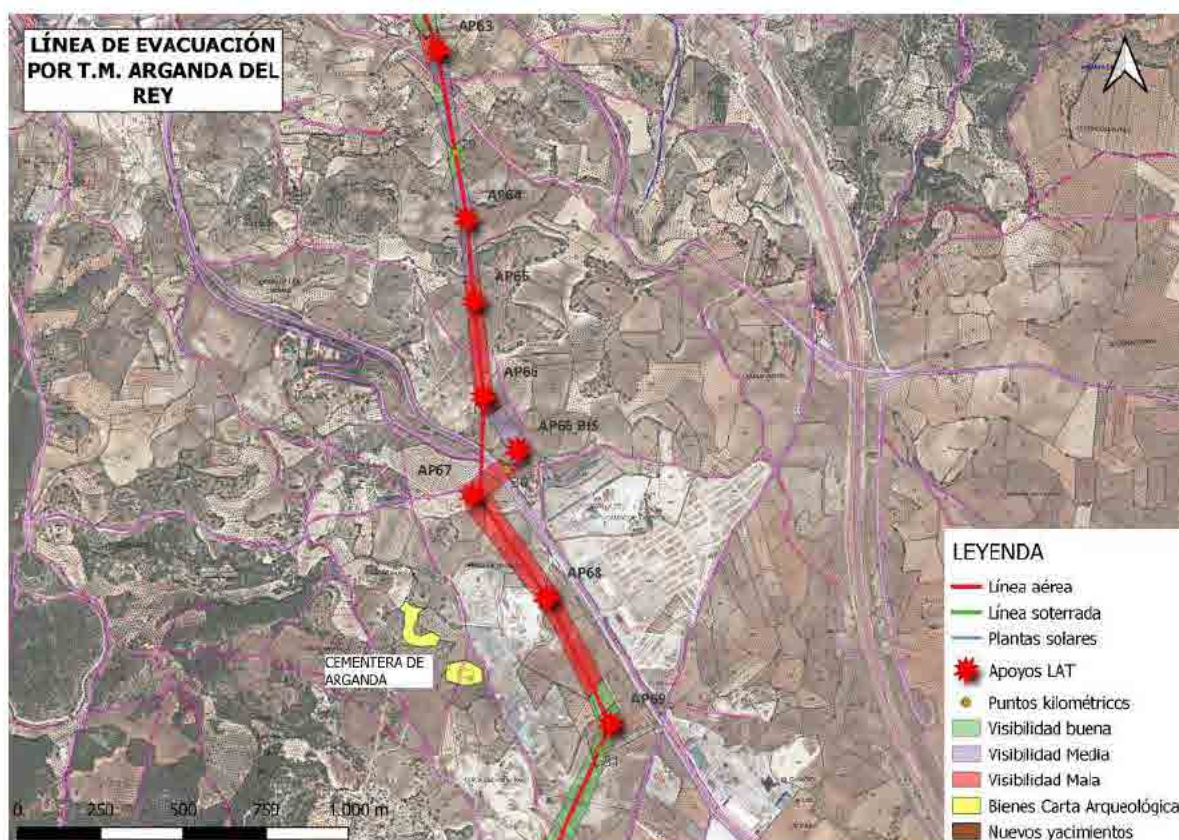 LÍNEA DE EVACUACIÓN
POR T.M. ARGANDA DEL
REY
AP63
AP64
AP65
AP66
AP66 BIS
AP67
AP68
CEMENTERA DE
ARGANDA
AP69
0 250 500 750 1.000 m
LEYENDA
Línea aérea
Línea soterrada
Plantas solares
Apoyos LAT
Puntos kilométricos
Visibilidad buena
Visibilidad Media
Visibilidad Mala
Bienes Carta Arqueológica
Nuevos yacimientos